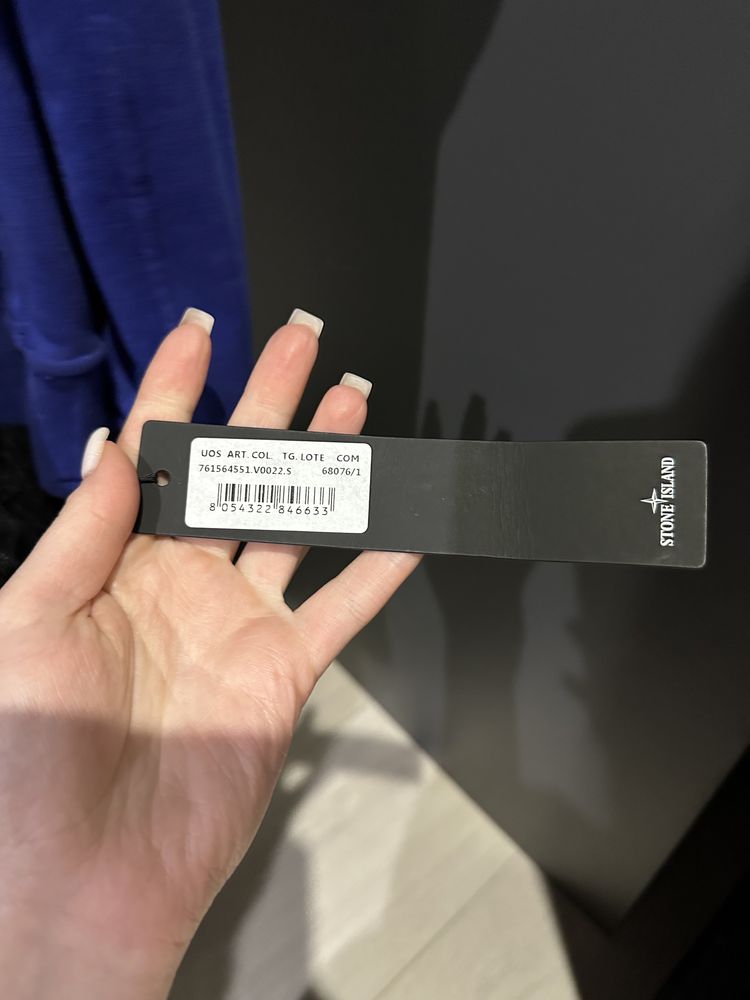 UOS ART. COL. TG. LOTE COM
761564551.V0022.S 68076/1
8 054322 846633
STONE ISLAND